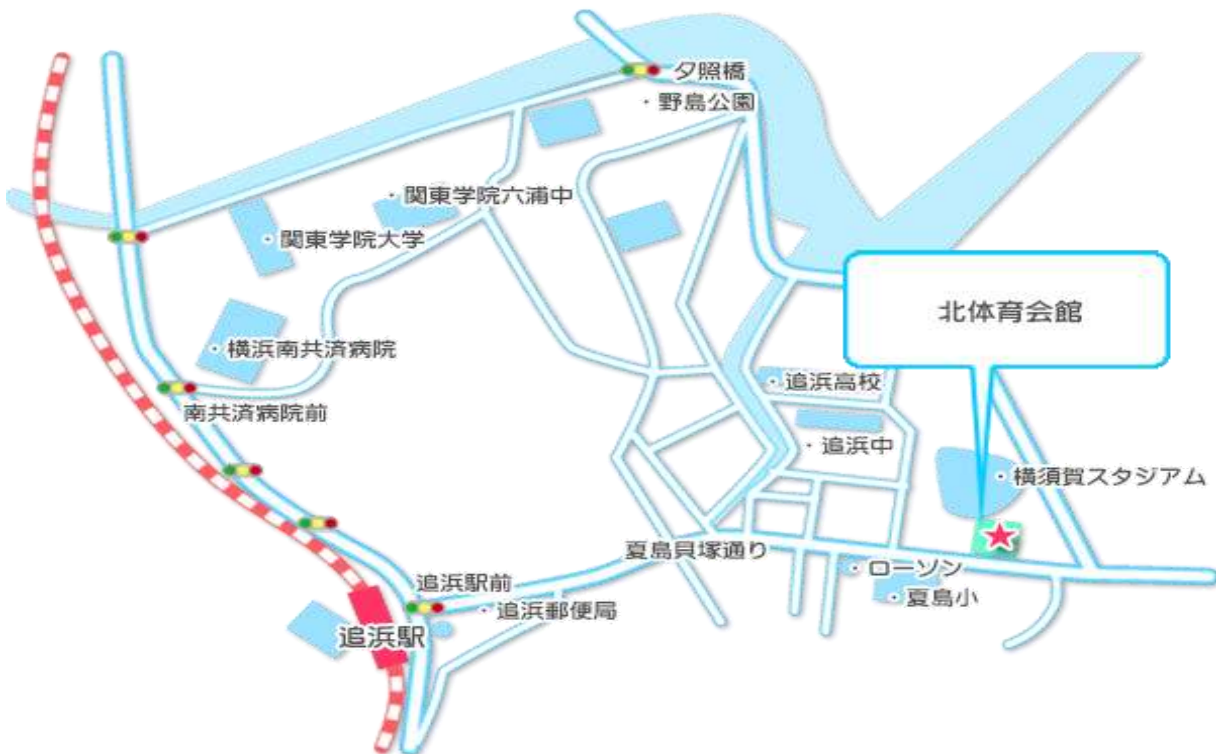 夕照橋
・野島公園
・関東学院六浦中
・関東学院大学
北体育会館
・横浜南共済病院
・追浜高校
南共済病院前
・追浜中
・横須賀スタジアム
夏島貝塚通り
・ローソン
追浜駅前
・夏島小
・追浜郵便局
追浜駅